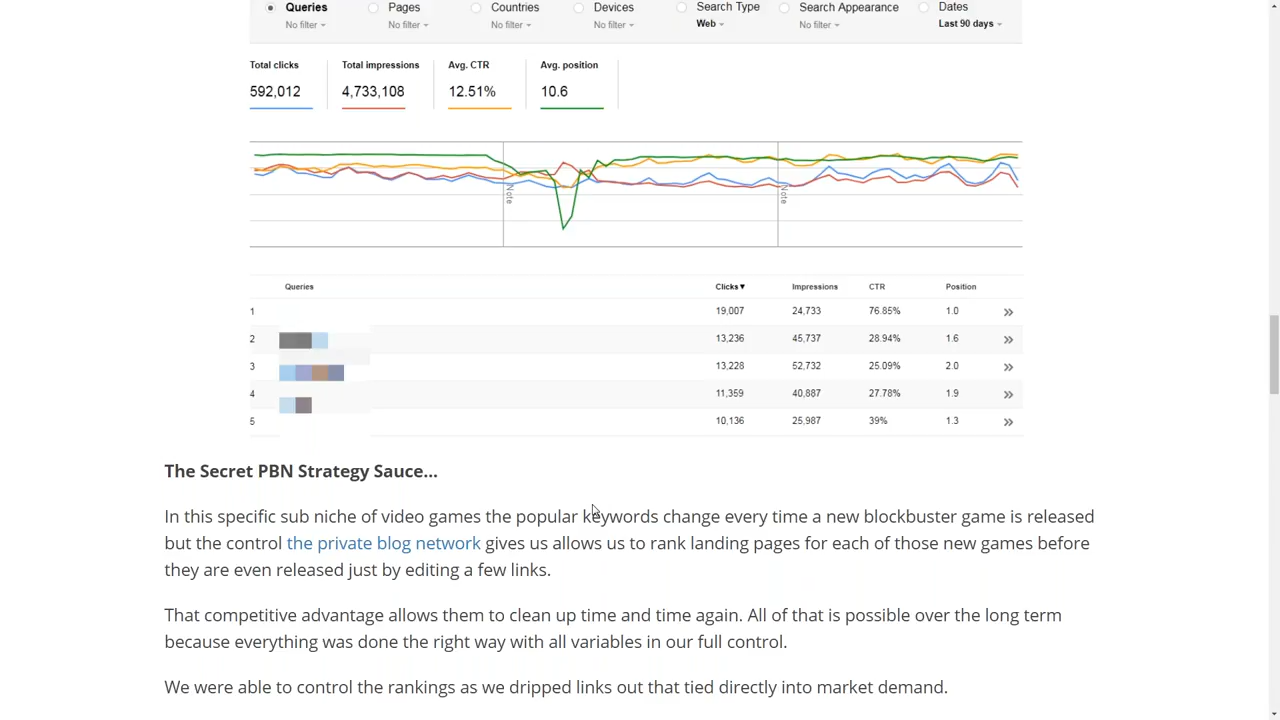 Queries Pages Countries Devices Search Type Search Appearance Dates
No filter No filter No filter No filter Web No filter Last 90 days
Total clicks Total impressions Avg. CTR Avg. position
592,012 4,733,108 12.51% 10.6
Note Note
Queries Clicks▼ Impressions CTR Position
1 19,007 24,733 76.85% 1.0 »
2 13,236 45,737 28.94% 1.6 »
3 13,228 52,732 25.09% 2.0 »
4 11,359 40,887 27.78% 1.9 »
5 10,136 25,987 39% 1.3 »
The Secret PBN Strategy Sauce...
In this specific sub niche of video games the popular keywords change every time a new blockbuster game is released
but the control the private blog network gives us allows us to rank landing pages for each of those new games before
they are even released just by editing a few links.
That competitive advantage allows them to clean up time and time again. All of that is possible over the long term
because everything was done the right way with all variables in our full control.
We were able to control the rankings as we dripped links out that tied directly into market demand.